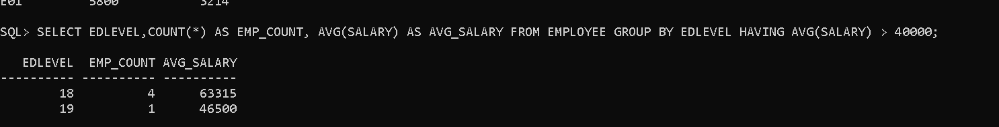 E01 5800 3214
SQL> SELECT EDLEVEL,COUNT(*) AS EMP_COUNT, AVG(SALARY) AS AVG_SALARY FROM EMPLOYEE GROUP BY EDLEVEL HAVING AVG(SALARY) > 40000;
EDLEVEL EMP_COUNT AVG_SALARY
---------- ---------- ----------
18 4 63315
19 1 46500